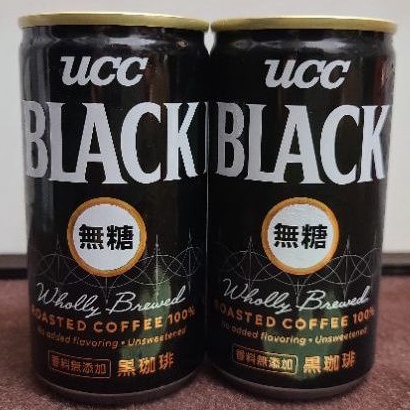 ucc
BLACK
無糖
Wholly Brewed
ROASTED COFFEE 100%
No added flavoring • Unsweetened
香料無添加 黒珈琲
ucc
BLACK
無糖
Wholly Brewed
ROASTED COFFEE 100%
No added flavoring • Unsweetened
香料無添加 黒珈琲